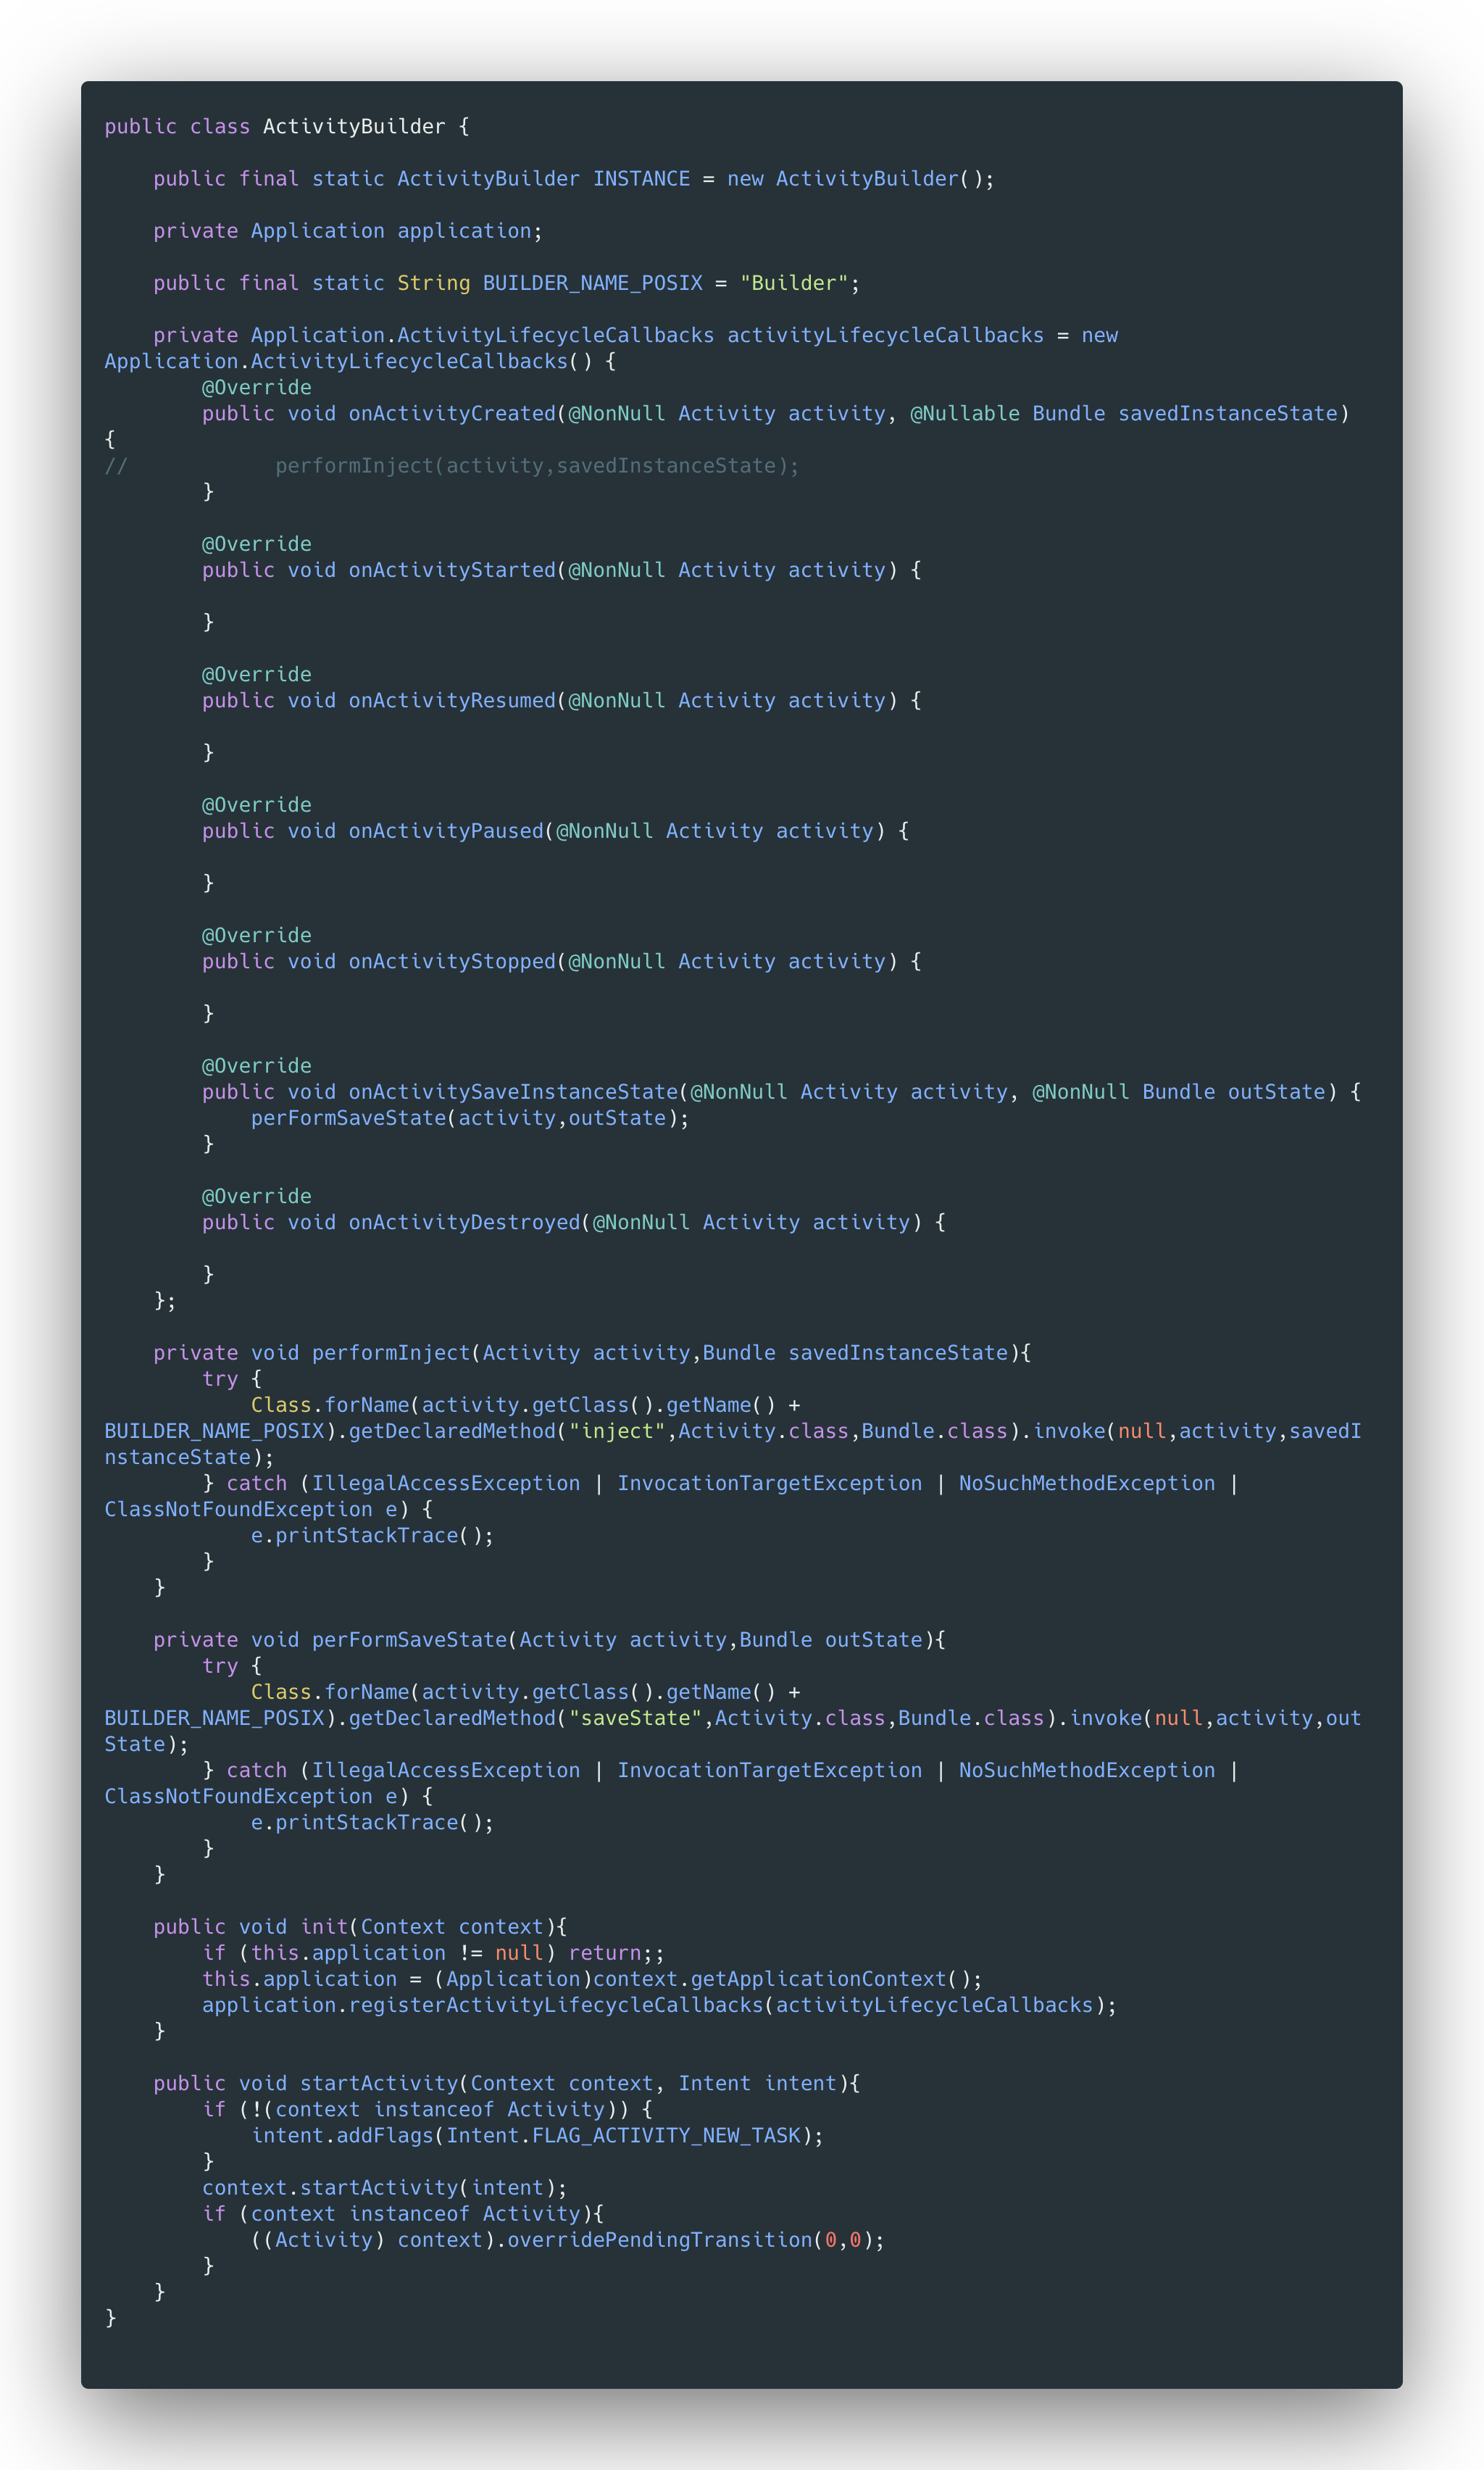 public class ActivityBuilder {
    public final static ActivityBuilder INSTANCE = new ActivityBuilder();
    private Application application;
    public final static String BUILDER_NAME_POSIX = "Builder";
    private Application.ActivityLifecycleCallbacks activityLifecycleCallbacks = new
Application.ActivityLifecycleCallbacks() {
        @Override
        public void onActivityCreated(@NonNull Activity activity, @Nullable Bundle savedInstanceState)
{
//            performInject(activity,savedInstanceState);
        }
        @Override
        public void onActivityStarted(@NonNull Activity activity) {
        }
        @Override
        public void onActivityResumed(@NonNull Activity activity) {
        }
        @Override
        public void onActivityPaused(@NonNull Activity activity) {
        }
        @Override
        public void onActivityStopped(@NonNull Activity activity) {
        }
        @Override
        public void onActivitySaveInstanceState(@NonNull Activity activity, @NonNull Bundle outState) {
            perFormSaveState(activity,outState);
        }
        @Override
        public void onActivityDestroyed(@NonNull Activity activity) {
        }
    };
    private void performInject(Activity activity,Bundle savedInstanceState){
        try {
            Class.forName(activity.getClass().getName() +
BUILDER_NAME_POSIX).getDeclaredMethod("inject",Activity.class,Bundle.class).invoke(null,activity,savedI
nstanceState);
        } catch (IllegalAccessException | InvocationTargetException | NoSuchMethodException |
ClassNotFoundException e) {
            e.printStackTrace();
        }
    }
    private void perFormSaveState(Activity activity,Bundle outState){
        try {
            Class.forName(activity.getClass().getName() +
BUILDER_NAME_POSIX).getDeclaredMethod("saveState",Activity.class,Bundle.class).invoke(null,activity,out
State);
        } catch (IllegalAccessException | InvocationTargetException | NoSuchMethodException |
ClassNotFoundException e) {
            e.printStackTrace();
        }
    }
    public void init(Context context){
        if (this.application != null) return;;
        this.application = (Application)context.getApplicationContext();
        application.registerActivityLifecycleCallbacks(activityLifecycleCallbacks);
    }
    public void startActivity(Context context, Intent intent){
        if (!(context instanceof Activity)) {
            intent.addFlags(Intent.FLAG_ACTIVITY_NEW_TASK);
        }
        context.startActivity(intent);
        if (context instanceof Activity){
            ((Activity) context).overridePendingTransition(0,0);
        }
    }
}